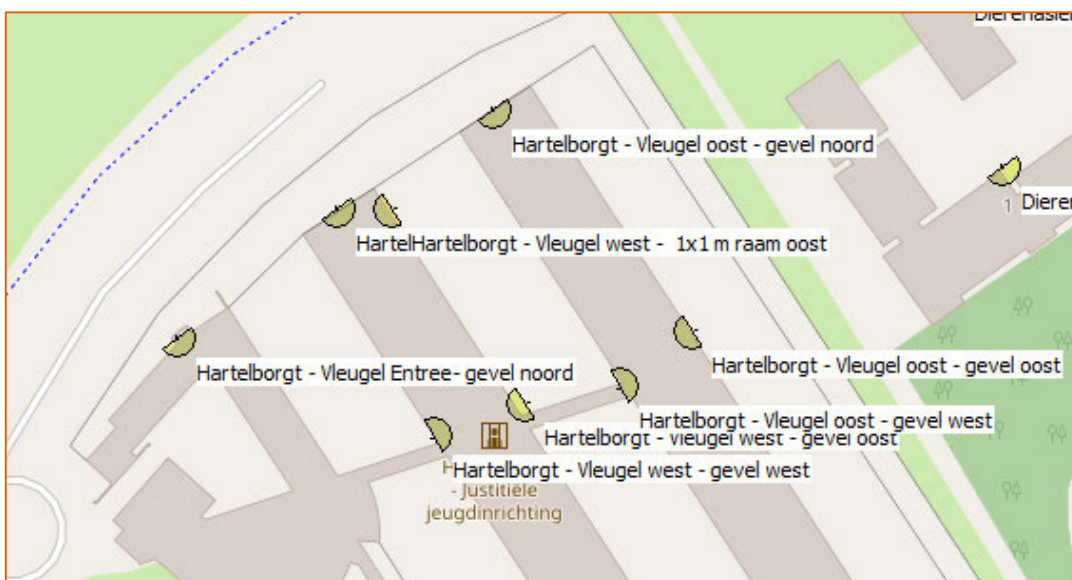 Hartelborgt - Vleugel oost - gevel noord
1 Dieren
HartelHartelborgt - Vleugel west - 1x1 m raam oost
Hartelborgt - Vleugel Entree- gevel noord
Hartelborgt - Vleugel oost - gevel oost
Hartelborgt - Vleugel oost - gevel west
Hartelborgt - Vleugel west - gevel oost
Hartelborgt - Vleugel west - gevel west
H
- Justitiële
jeugdinrichting